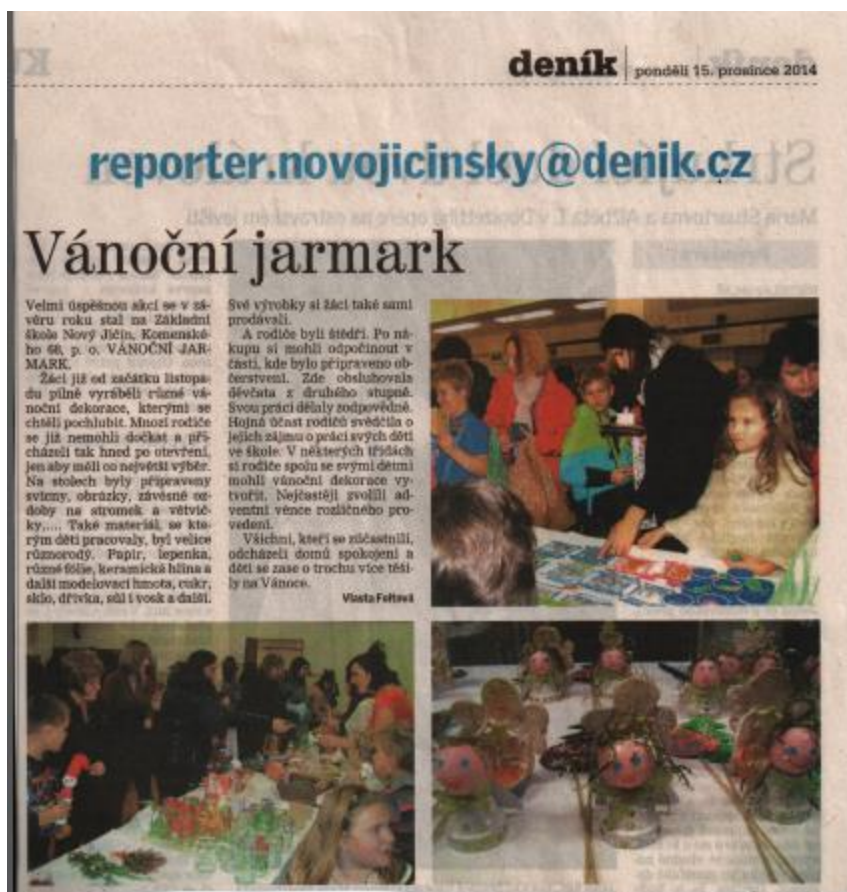 deník pondělí 15. prosince 2014
reporter.novojicinsky@denik.cz
Vánoční jarmark
Velmi úspěšnou akcí se v zá-
věru roku stal na Základní
škole Nový Jičín, Komenské-
ho 68, p. o. VÁNOČNÍ JAR-
MARK.
Žáci již od začátku listopa-
du pilně vyráběli různé vá-
noční dekorace, kterými se
chtěli pochlubit. Mnozí rodiče
se již nemohli dočkat a při-
cházeli tak hned po otevření,
jen aby měli co největší výběr.
Na stolech byly připraveny
svícny, obrázky, závěsné oz-
doby na stromek a větvič-
ky,.... Také materiál, se kte-
rým děti pracovaly, byl velice
různorodý. Papír, lepenka,
různé fólie, keramická hlína a
další modelovací hmota, cukr,
sklo, dřívka, sůl i vosk a další.
Své výrobky si žáci také sami
prodávali.
A rodiče byli štědří. Po ná-
kupu si mohli odpočinout v
části, kde bylo připraveno ob-
čerstvení. Zde obsluhovala
děvčata z druhého stupně.
Svou práci dělaly zodpovědně.
Hojná účast rodičů svědčila o
jejich zájmu o práci svých dětí
ve škole. V některých třídách
si rodiče spolu se svými dětmi
mohli vánoční dekorace vy-
tvořit. Nejčastěji zvolili ad-
ventní věnce rozličného pro-
vedení.
Všichni, kteří se zúčastnili,
odcházeli domů spokojeni a
děti se zase o trochu více těši-
ly na Vánoce.
Vlasta Feltová